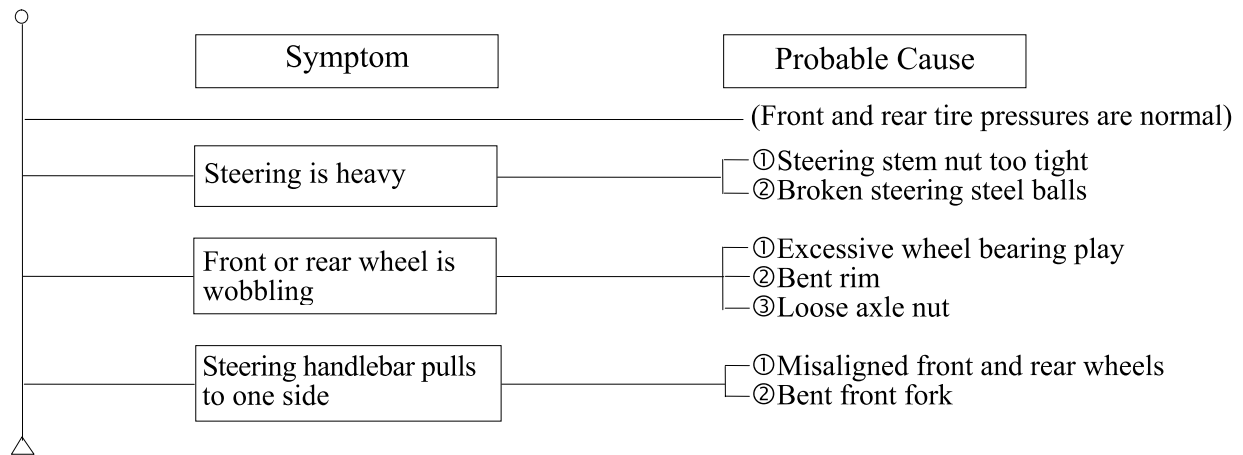 Symptom
Probable Cause
(Front and rear tire pressures are normal)
Steering is heavy
①Steering stem nut too tight
②Broken steering steel balls
Front or rear wheel is
wobbling
①Excessive wheel bearing play
②Bent rim
③Loose axle nut
Steering handlebar pulls
to one side
①Misaligned front and rear wheels
②Bent front fork